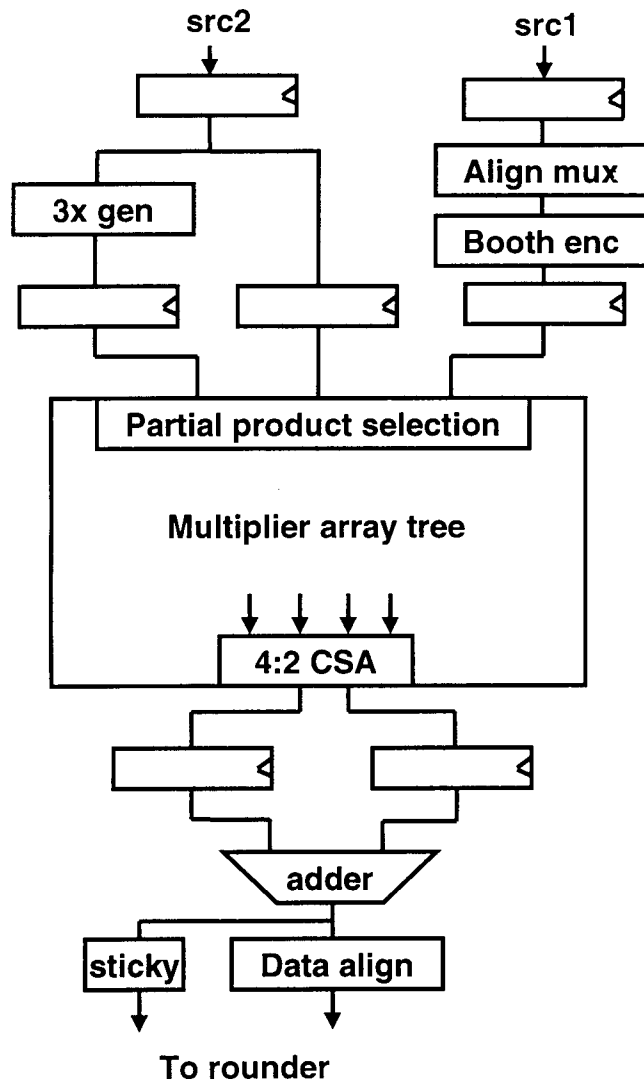 src2
src1
Align mux
3x gen
Booth enc
Partial product selection
Multiplier array tree
4:2 CSA
adder
sticky
Data align
To rounder